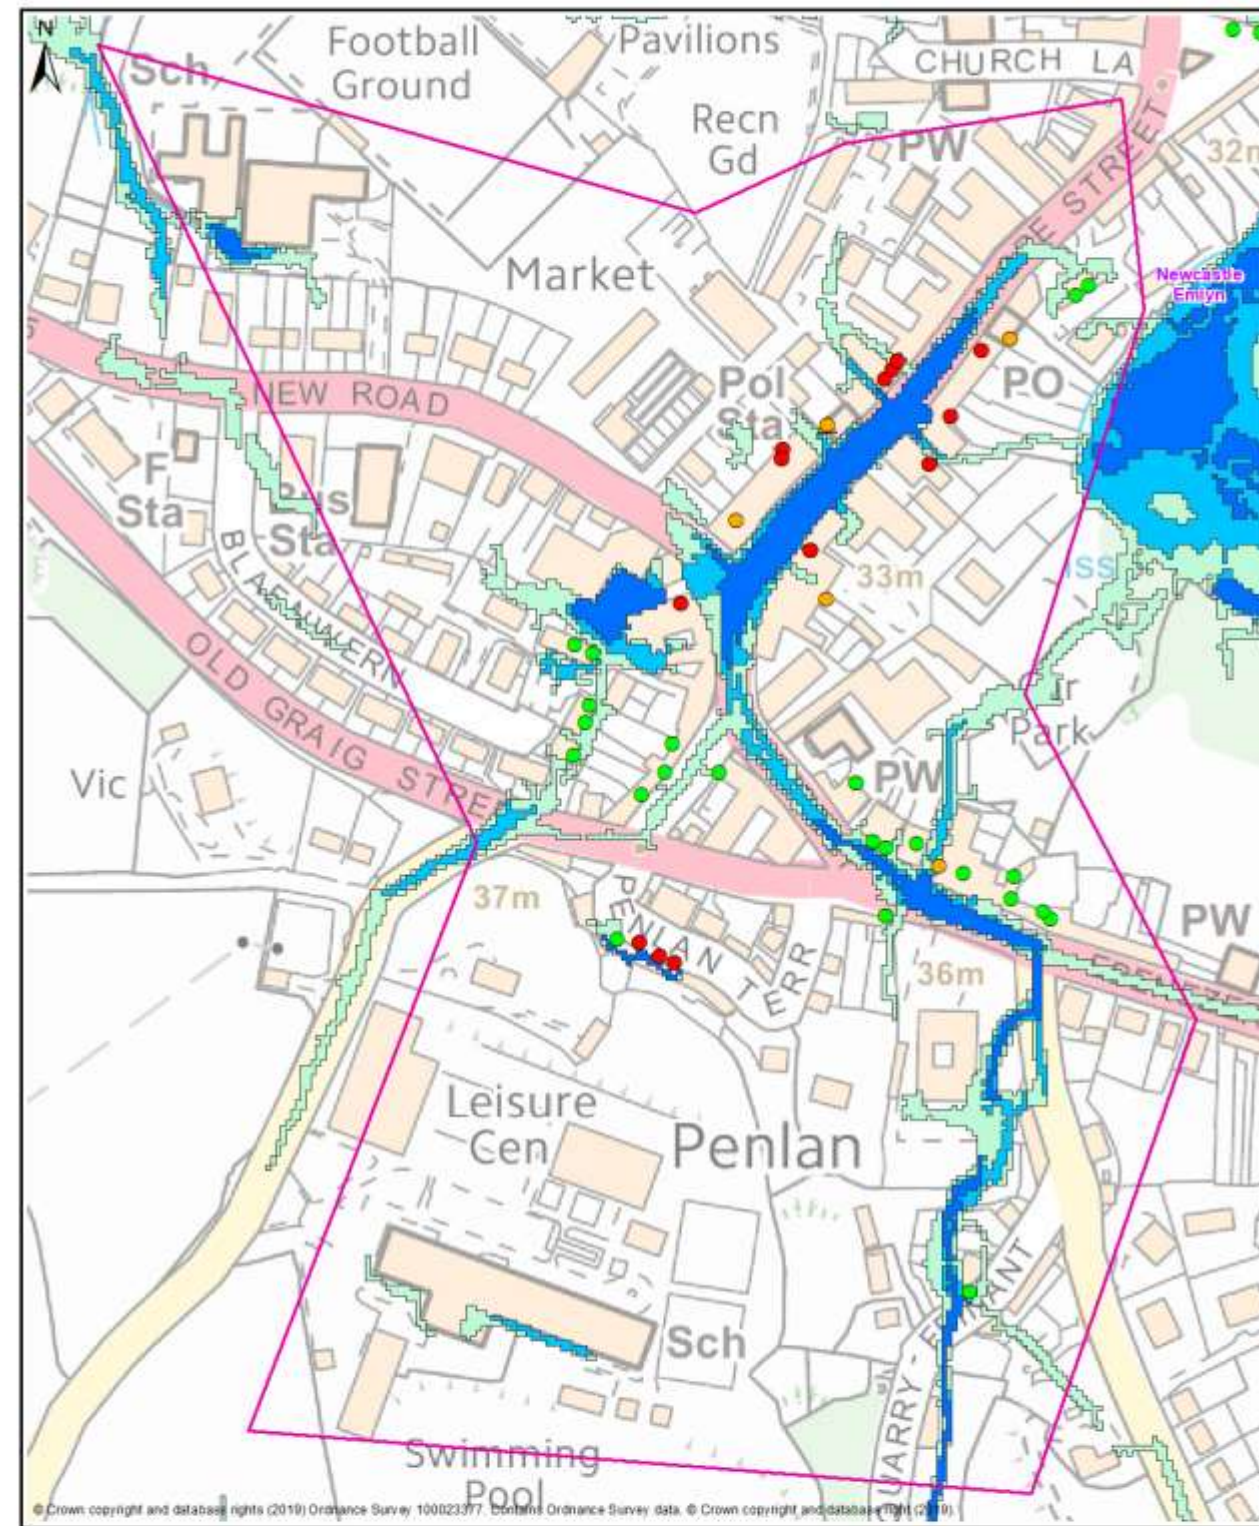 N
Sch
Football
Ground
Pavilions
CHURCH LA
Recn
Gd
PW
32m
STREET
Newcastle
Emlyn
Market
NEW ROAD
Pol
Sta
PO
F
Sta
Bus
Sta
BLAENWERN
33m
OLD GRAIG STREET
Car
Park
Vic
PW
37m
PENLAN TERR
36m
PW
Leisure
Cen
Penlan
Sch
Swimming
Pool
© Crown copyright and database rights (2019) Ordnance Survey 100023377. Contains Ordnance Survey data. © Crown copyright and database right (2019).